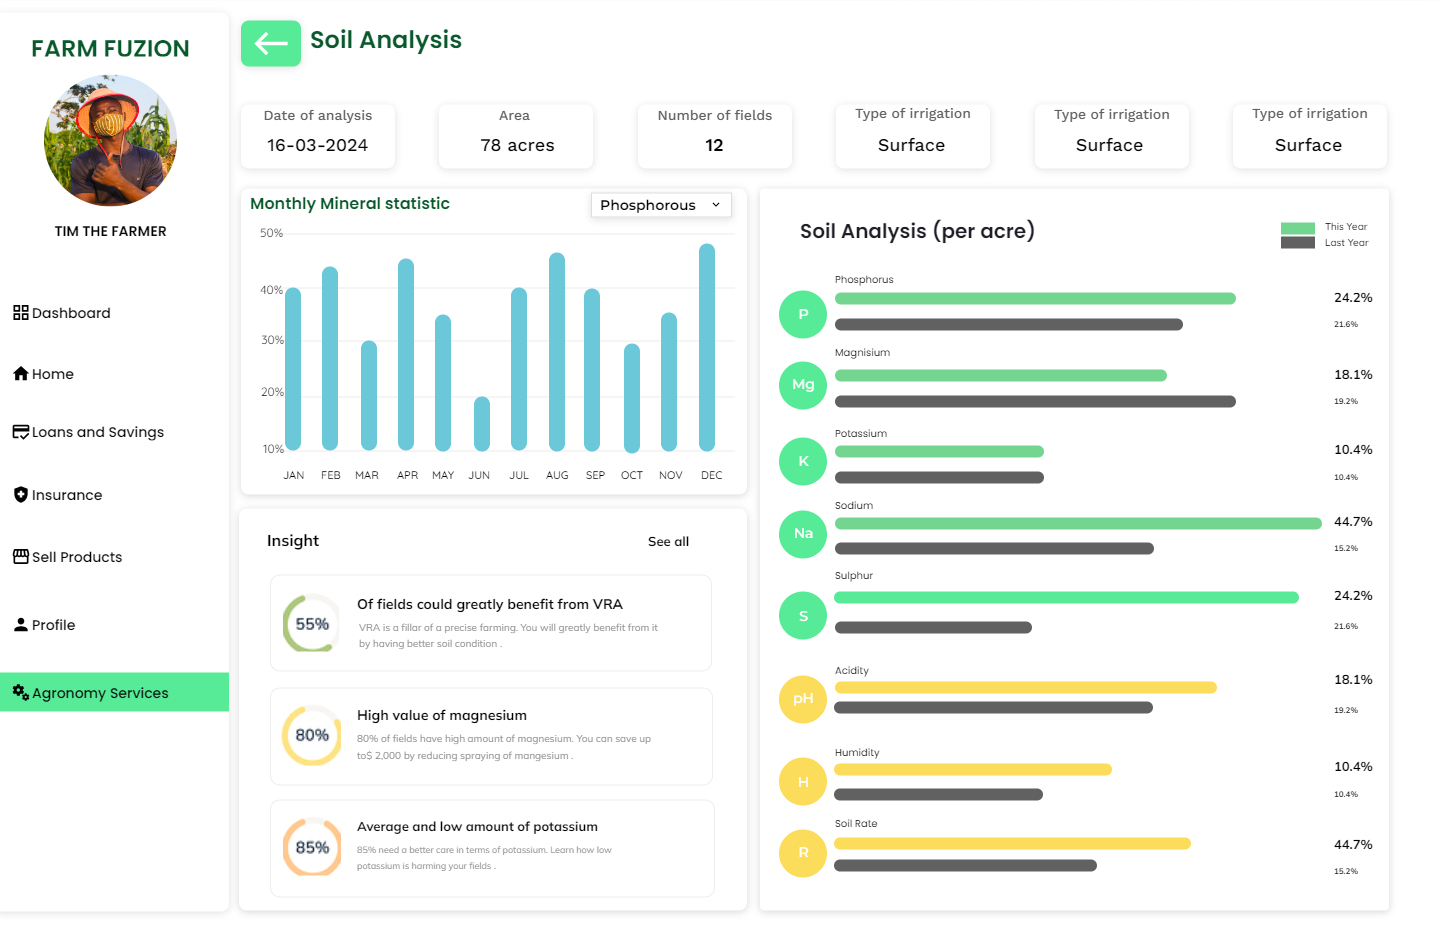 FARM FUZION
TIM THE FARMER
Dashboard
Home
Loans and Savings
Insurance
Sell Products
Profile
Agronomy Services
Soil Analysis
Date of analysis
16-03-2024
Area
78 acres
Number of fields
12
Type of irrigation
Surface
Type of irrigation
Surface
Type of irrigation
Surface
Monthly Mineral statistic
Phosphorous
50%
40%
30%
20%
10%
JAN FEB MAR APR MAY JUN JUL AUG SEP OCT NOV DEC
Insight
See all
55%
Of fields could greatly benefit from VRA
VRA is a fillar of a precise farming. You will greatly benefit from it
by having better soil condition .
80%
High value of magnesium
80% of fields have high amount of magnesium. You can save up
to$ 2,000 by reducing spraying of mangesium .
85%
Average and low amount of potassium
85% need a better care in terms of potassium. Learn how low
potassium is harming your fields .
Soil Analysis (per acre)
This Year
Last Year
Phosphorus
P
24.2%
21.6%
Magnisium
Mg
18.1%
19.2%
Potassium
K
10.4%
10.4%
Sodium
Na
44.7%
15.2%
Sulphur
S
24.2%
21.6%
Acidity
pH
18.1%
19.2%
Humidity
H
10.4%
10.4%
Soil Rate
R
44.7%
15.2%